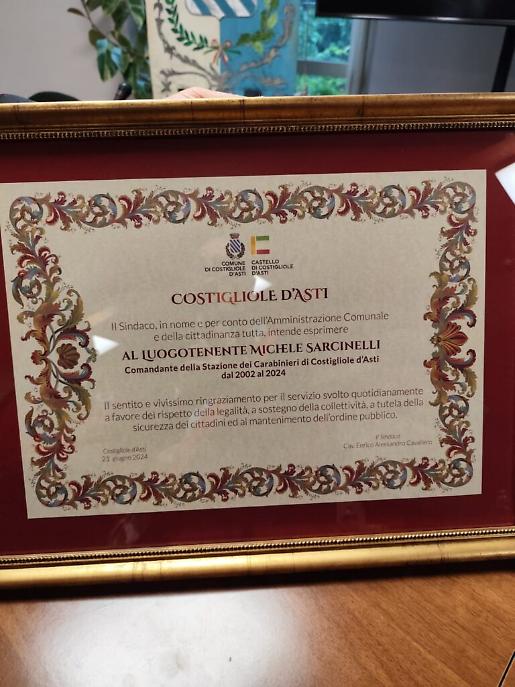 COMUNE
DI COSTIGLIOLE
D'ASTI
CASTELLO
DI COSTIGLIOLE
D'ASTI
COSTIGLIOLE D'ASTI
Il Sindaco, in nome e per conto dell'Amministrazione Comunale
e della cittadinanza tutta, intende esprimere
AL LUOGOTENENTE MICHELE SARCINELLI
Comandante della Stazione dei Carabinieri di Costigliole d'Asti
dal 2002 al 2024
Il sentito e vivissimo ringraziamento per il servizio svolto quotidianamente
a favore del rispetto della legalità, a sostegno della collettività, a tutela della
sicurezza dei cittadini ed al mantenimento dell'ordine pubblico.
Costigliole d'Asti
21 giugno 2024
Il Sindaco
Cav. Enrico Alessandro Cavallero